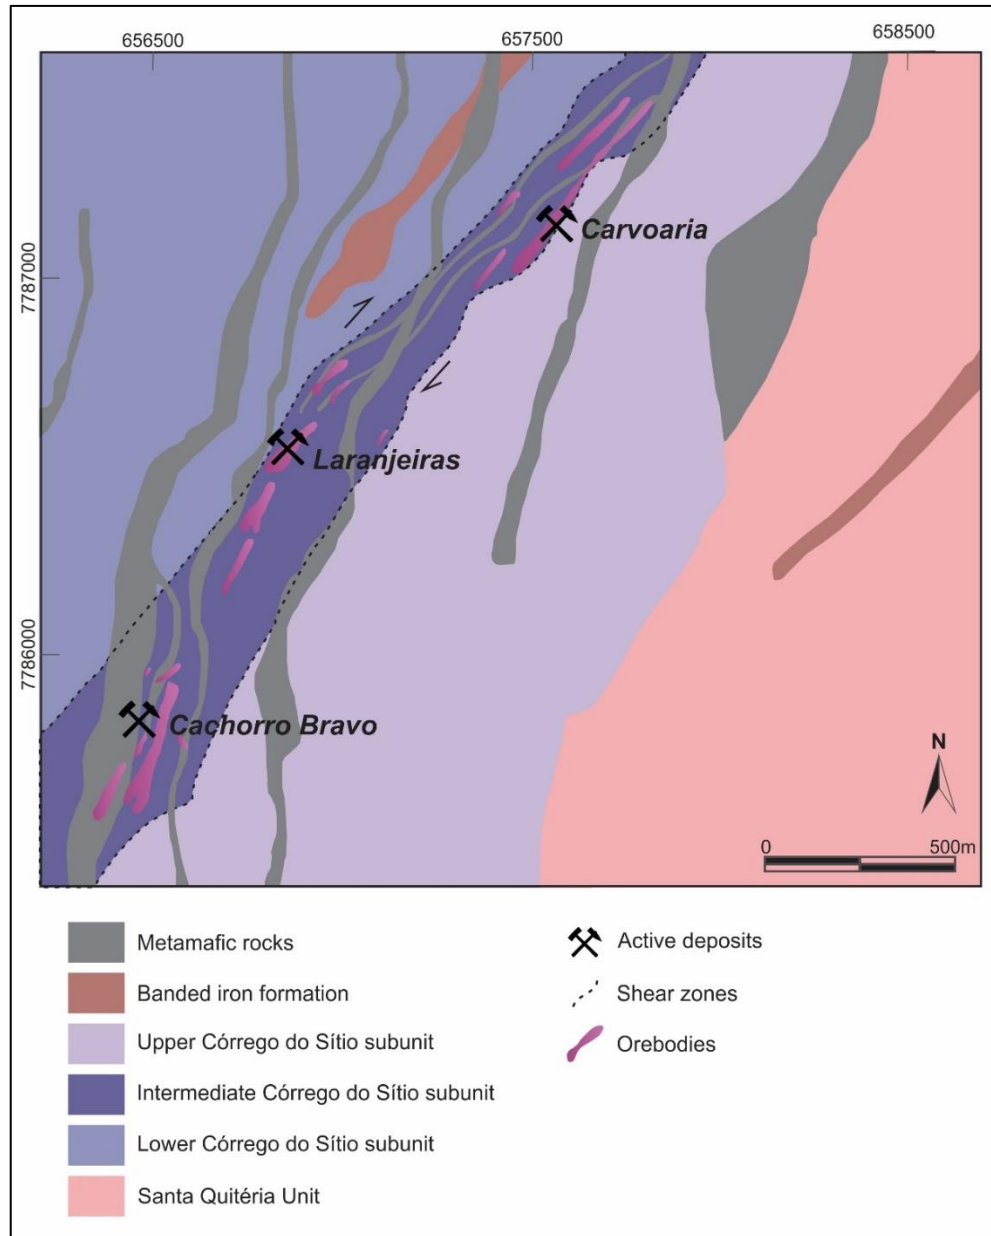 656500
657500
658500
7787000
Carvoaria
Laranjeiras
7786000
Cachorro Bravo
N
0 500m
Metamafic rocks
Banded iron formation
Upper Córrego do Sítio subunit
Intermediate Córrego do Sítio subunit
Lower Córrego do Sítio subunit
Santa Quitéria Unit
Active deposits
Shear zones
Orebodies